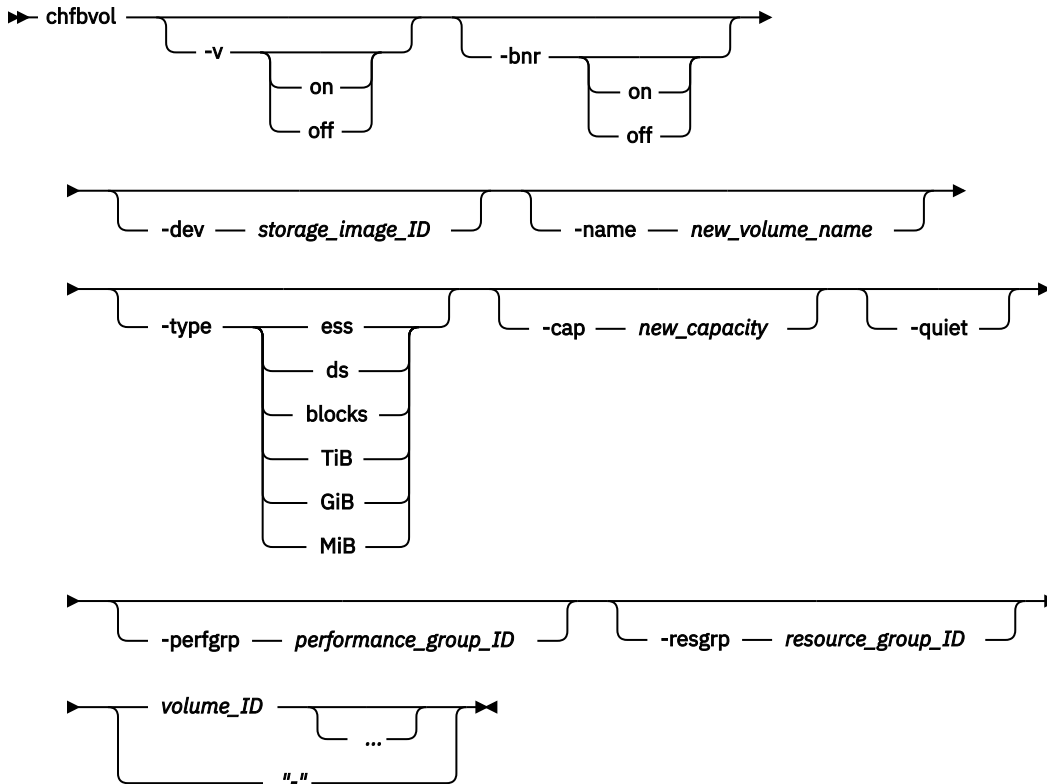 chfbvol
-v
on
off
-bnr
on
off
-dev storage_image_ID
-name new_volume_name
-type
ess
ds
blocks
TiB
GiB
MiB
-cap new_capacity
-quiet
-perfgrp performance_group_ID
-resgrp resource_group_ID
volume_ID
...
"-"